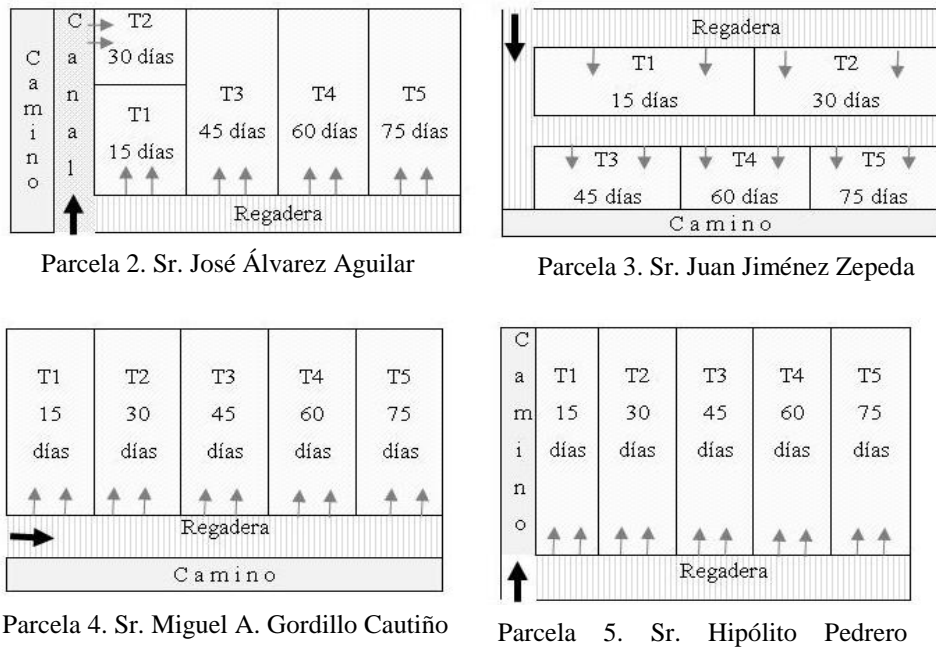 Camino
Canal
T2
30 días
T1
15 días
T3
45 días
T4
60 días
T5
75 días
Regadera
Parcela 2. Sr. José Álvarez Aguilar
Regadera
T1
15 días
T2
30 días
T3
45 días
T4
60 días
T5
75 días
Camino
Parcela 3. Sr. Juan Jiménez Zepeda
T1
15
días
T2
30
días
T3
45
días
T4
60
días
T5
75
días
Regadera
Camino
Parcela 4. Sr. Miguel A. Gordillo Cautiño
Camino
T1
15
días
T2
30
días
T3
45
días
T4
60
días
T5
75
días
Regadera
Parcela 5. Sr. Hipólito Pedrero